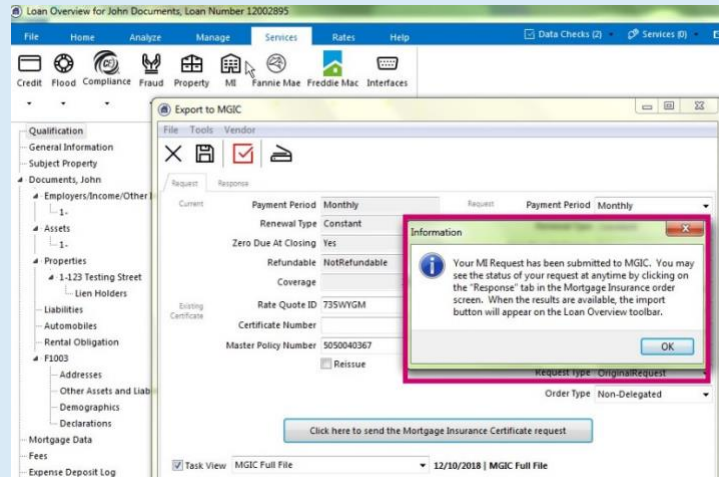 Loan Overview for John Documents, Loan Number 12002895
File Home Analyze Manage Services Rates Help Data Checks (2) Services (0)
Credit Flood Compliance Fraud Property MI Fannie Mae Freddie Mac Interfaces
Export to MGIC
File Tools Vendor
Request Response
Qualification
General Information
Subject Property
Documents, John
Employers/Income/Other I
1-
Assets
1-
Properties
1-123 Testing Street
Lien Holders
Liabilities
Automobiles
Rental Obligation
F1003
Addresses
Other Assets and Liab
Demographics
Declarations
Mortgage Data
Fees
Expense Deposit Log
Current Payment Period Monthly
Renewal Type Constant
Zero Due At Closing Yes
Refundable NotRefundable
Coverage
Existing Certificate
Rate Quote ID 735WYGM
Certificate Number
Master Policy Number 5050040367
Reissue
Request Payment Period Monthly
Information
Your MI Request has been submitted to MGIC. You may
see the status of your request at anytime by clicking on
the "Response" tab in the Mortgage Insurance order
screen. When the results are available, the import
button will appear on the Loan Overview toolbar.
OK
Request Type OriginalRequest
Order Type Non-Delegated
Click here to send the Mortgage Insurance Certificate request
Task View MGIC Full File 12/10/2018 | MGIC Full File